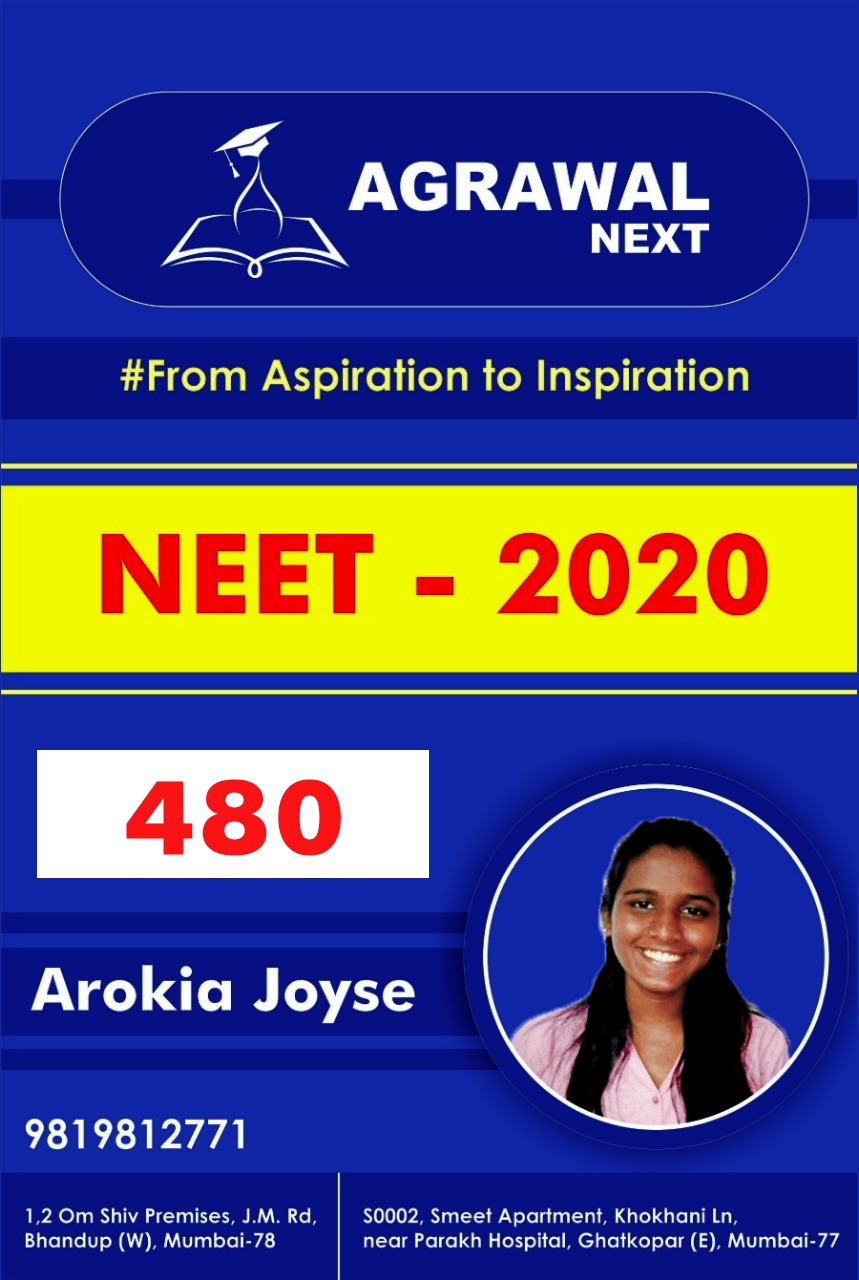 AGRAWAL
NEXT
#From Aspiration to Inspiration
NEET - 2020
480
Arokia Joyse
9819812771
1,2 Om Shiv Premises, J.M. Rd,
Bhandup (W), Mumbai-78
S0002, Smeet Apartment, Khokhani Ln,
near Parakh Hospital, Ghatkopar (E), Mumbai-77